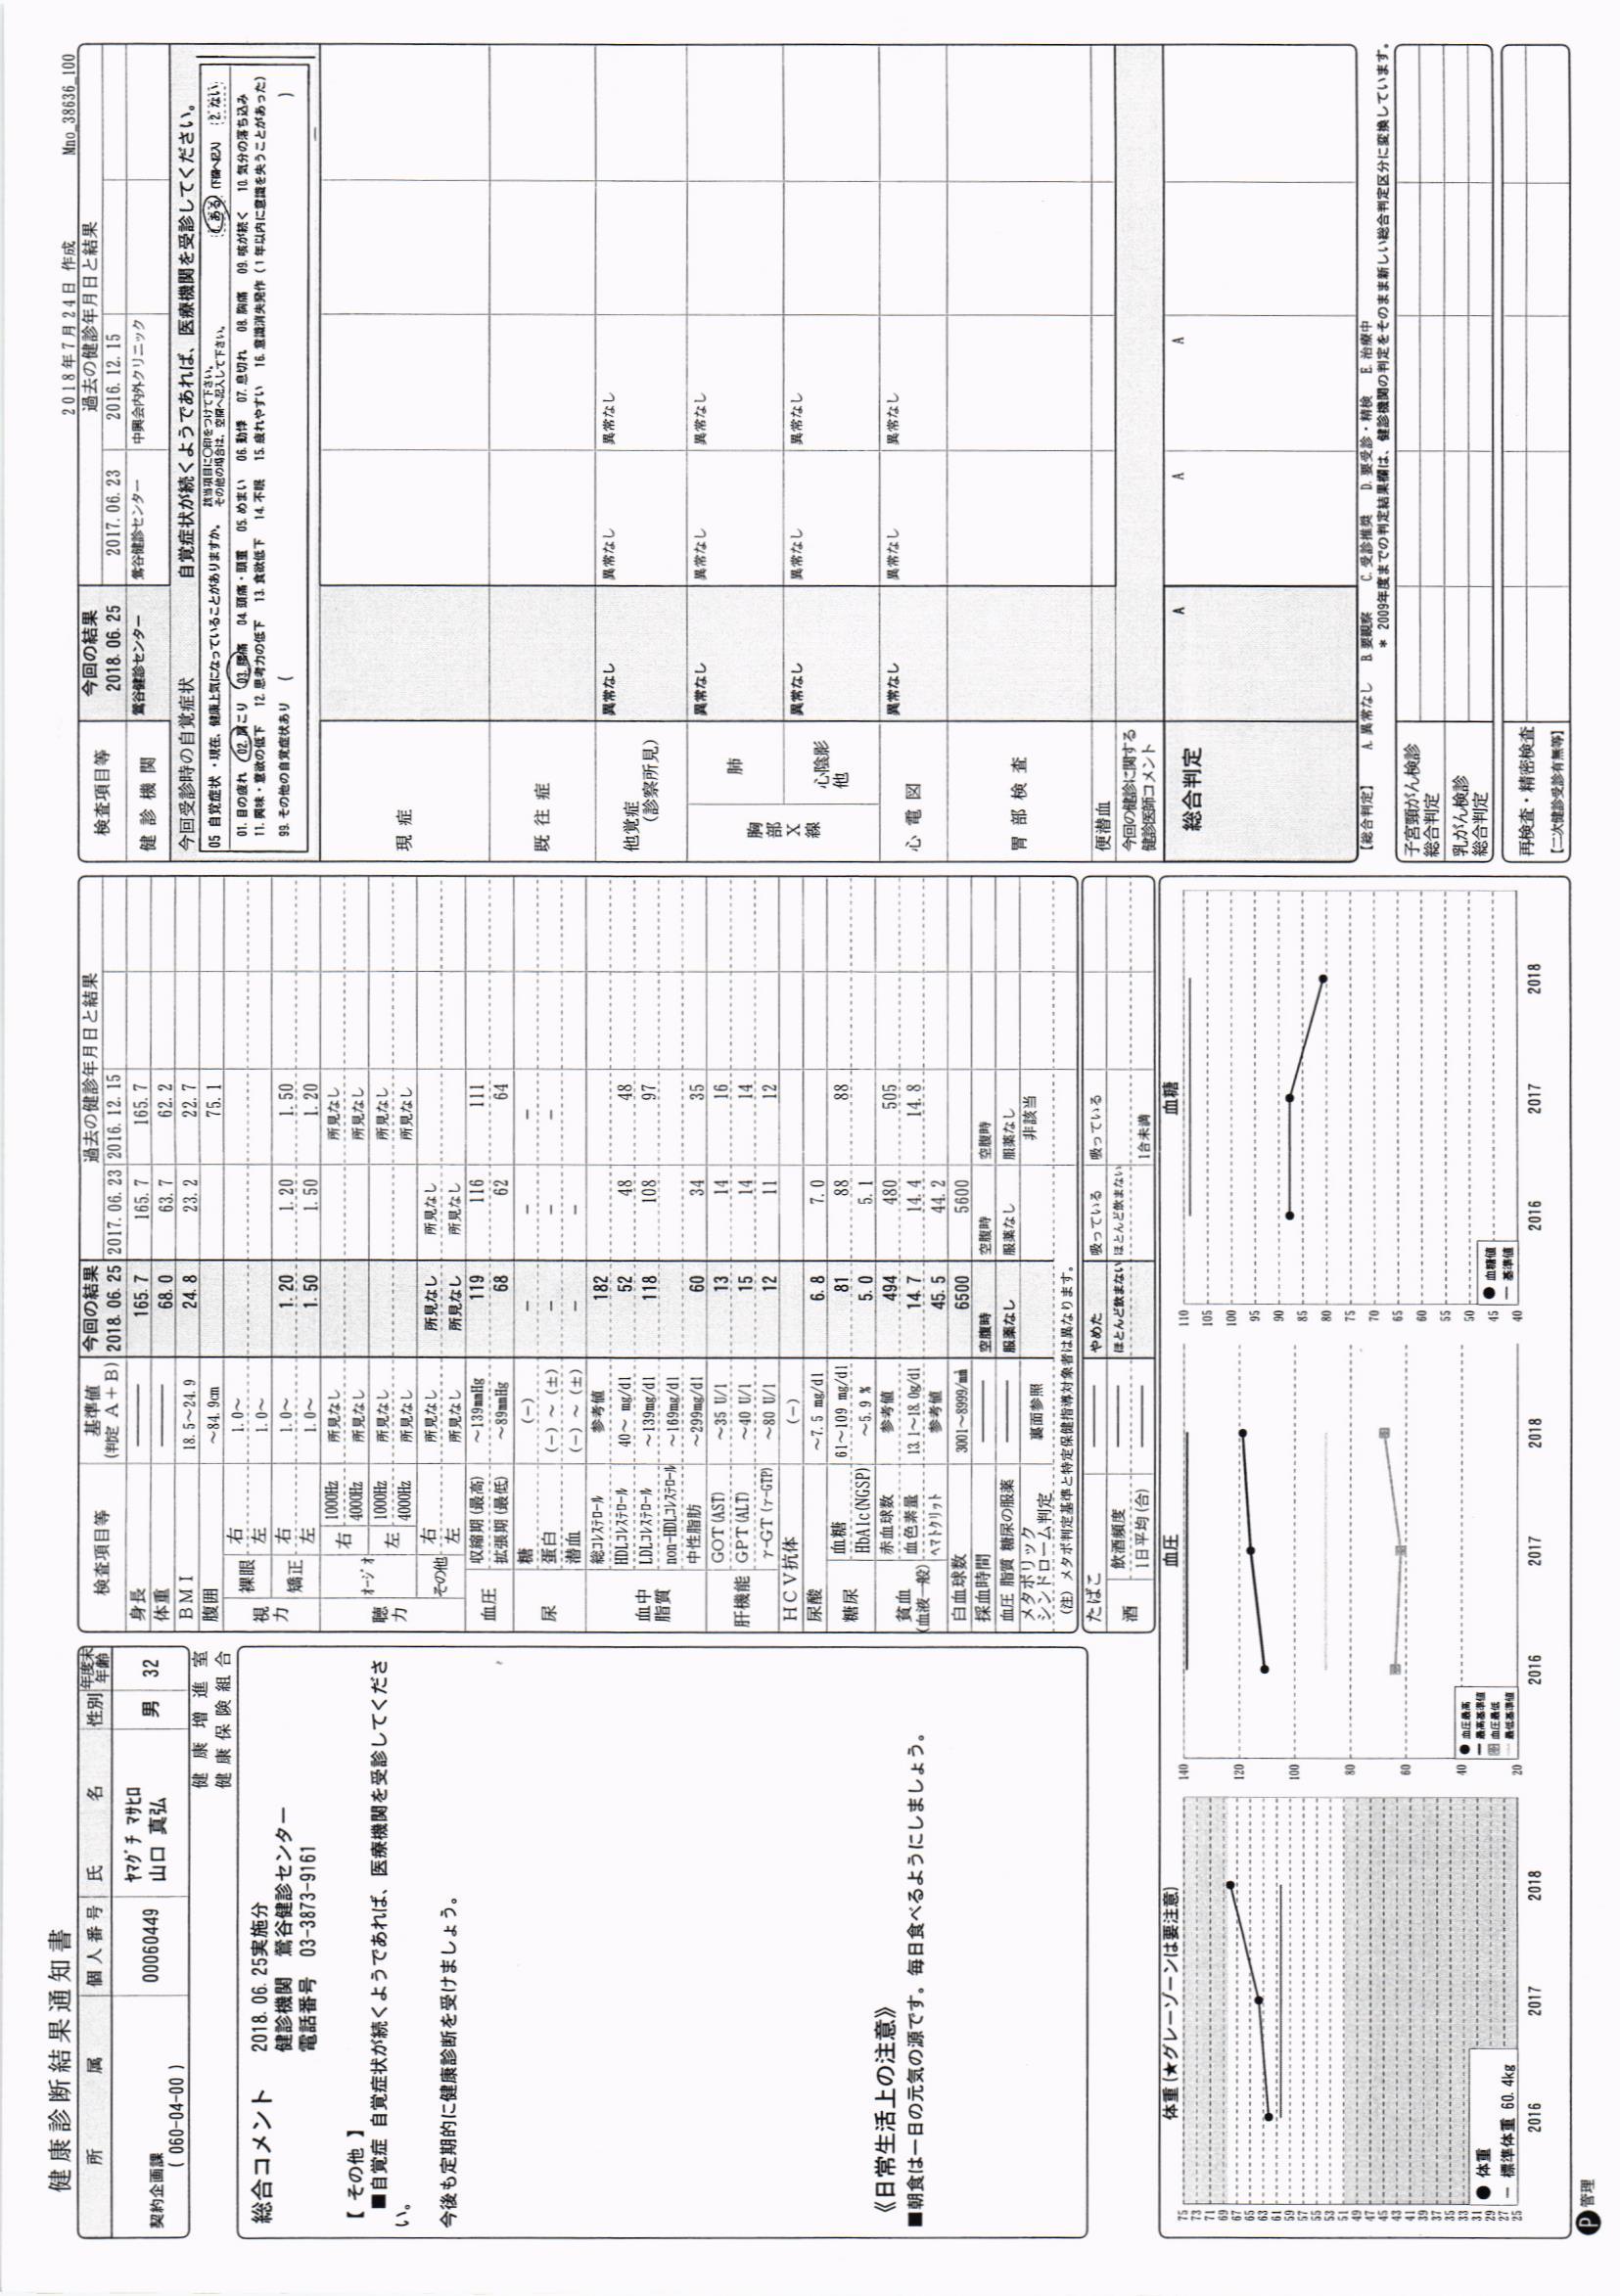 健康診断結果通知書
2018年7月24日 作成 Mno_38636_100
所属 個人番号 氏名 性別 年度末年齢
契約企画課 (060-04-00) 00060449 ヤマグチ マサヒロ 山口 真弘 男 32
健康増進室
健康保険組合
総合コメント 2018.06.25実施分
健診機関 鶯谷健診センター
電話番号 03-3873-9161
【 その他 】
■自覚症 自覚症状が続くようであれば、医療機関を受診してくださ
い。
今後も定期的に健康診断を受けましょう。
《日常生活上の注意》
■朝食は一日の元気の源です。毎日食べるようにしましょう。
検査項目等 基準値(判定 A+B) 今回の結果 過去の健診年月日と結果
2018.06.25 2017.06.23 2016.12.15
身長 ― 165.7 165.7 165.7
体重 ― 68.0 63.7 62.2
BMI 18.5~24.9 24.8 23.2 22.7
腹囲 ~84.9cm 75.1
視力 裸眼 右 1.0~
左 1.0~
矯正 右 1.0~ 1.20 1.20 1.50
左 1.0~ 1.50 1.50 1.20
聴力 オージオ 右 1000Hz 所見なし 所見なし
4000Hz 所見なし 所見なし
左 1000Hz 所見なし 所見なし
4000Hz 所見なし 所見なし
その他 右 所見なし 所見なし 所見なし
左 所見なし 所見なし 所見なし
血圧 収縮期(最高) ~139mmHg 119 116 111
拡張期(最低) ~89mmHg 68 62 64
尿 糖 (-) - - -
蛋白 (-)~(±) - - -
潜血 (-)~(±) - -
血中脂質 総コレステロール 参考値 182
HDLコレステロール 40~ mg/dl 52 48 48
LDLコレステロール ~139mg/dl 118 108 97
non-HDLコレステロール ~169mg/dl
中性脂肪 ~299mg/dl 60 34 35
肝機能 GOT(AST) ~35 U/l 13 14 16
GPT(ALT) ~40 U/l 15 14 14
γ-GT(γ-GTP) ~80 U/l 12 11 12
HCV抗体 (-)
尿酸 ~7.5 mg/dl 6.8 7.0
糖尿 血糖 61~109 mg/dl 81 88 88
HbA1c(NGSP) ~5.9 % 5.0 5.1
貧血(血液一般) 赤血球数 参考値 494 480 505
血色素量 13.1~18.0g/dl 14.7 14.4 14.8
ヘマトクリット 参考値 45.5 44.2
白血球数 3001~8999/m㎥ 6500 5600
採血時間 ― 空腹時 空腹時 空腹時
血圧 脂質 糖尿の服薬 ― 服薬なし 服薬なし 服薬なし
メタボリックシンドローム判定 裏面参照 非該当
(注) メタボ判定基準と特定保健指導対象者は異なります。
たばこ ― やめた 吸っている 吸っている
酒 飲酒頻度 ― ほとんど飲まない ほとんど飲まない
1日平均(合) ― 1合未満
検査項目等 今回の結果 過去の健診年月日と結果
2018.06.25 2017.06.23 2016.12.15
健診機関 鶯谷健診センター 鶯谷健診センター 中興会内外クリニック
今回受診時の自覚症状 自覚症状が続くようであれば、医療機関を受診してください。
05 自覚症状・現在、健康上気になっていることがありますか。 該当項目に○印をつけて下さい。その他の場合は、空欄へ記入して下さい。 1.ある(下欄へ記入) 2.ない
01.目の疲れ 02.肩こり 03.腰痛 04.頭痛・頭重 05.めまい 06.動悸 07.息切れ 08.胸痛 09.咳が続く 10.気分の落ち込み
11.興味・意欲の低下 12.思考力の低下 13.食欲低下 14.不眠 15.疲れやすい 16.意識消失発作(1年以内に意識を失うことがあった)
99.その他の自覚症状あり ( )
現症
既往症
他覚症(診察所見) 異常なし 異常なし 異常なし
胸部X線 肺 異常なし 異常なし 異常なし
心陰影他 異常なし 異常なし 異常なし
心電図 異常なし 異常なし 異常なし
胃部検査
便潜血
今回の健診に関する健診医師コメント
総合判定 A A A
【総合判定】 A.異常なし B.要観察 C.受診推奨 D.要受診・精検 E.治療中
* 2009年度までの判定結果欄は、健診機関の判定をそのまま新しい総合判定区分に変換しています。
子宮頸がん検診 総合判定
乳がん検診 総合判定
再検査・精密検査
【二次健診受診有無等】
体重(★グレーゾーンは要注意)
75
73
71
69
67
65
63
61
59
57
55
53
51
49
47
45
43
41
39
37
35
33
31
29
27
25
● 体重
― 標準体重 60.4kg
2016 2017 2018
血圧
140
120
100
80
60
40
20
● 血圧最高
― 最高基準値
血圧最低
最低基準値
2016 2017 2018
血糖
110
105
100
95
90
85
80
75
70
65
60
55
50
45
40
● 血糖値
― 基準値
2016 2017 2018
P 管理